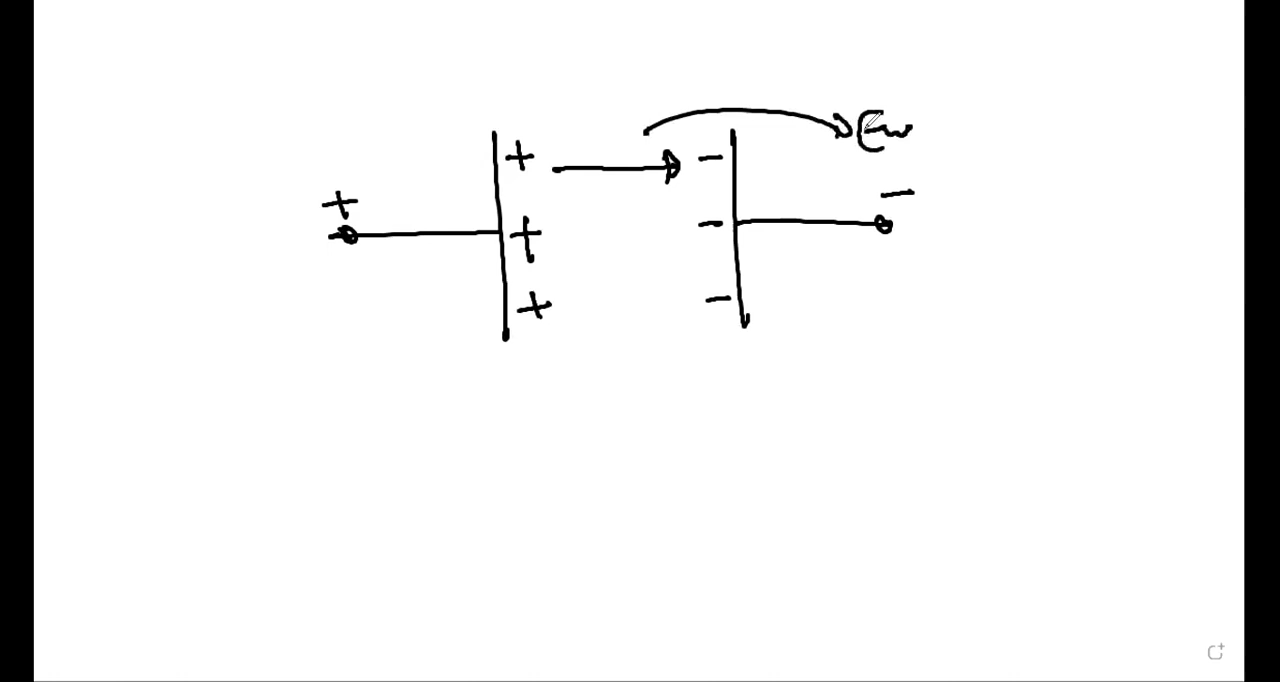 Ew
+ −
+ −
+ − −
+ −